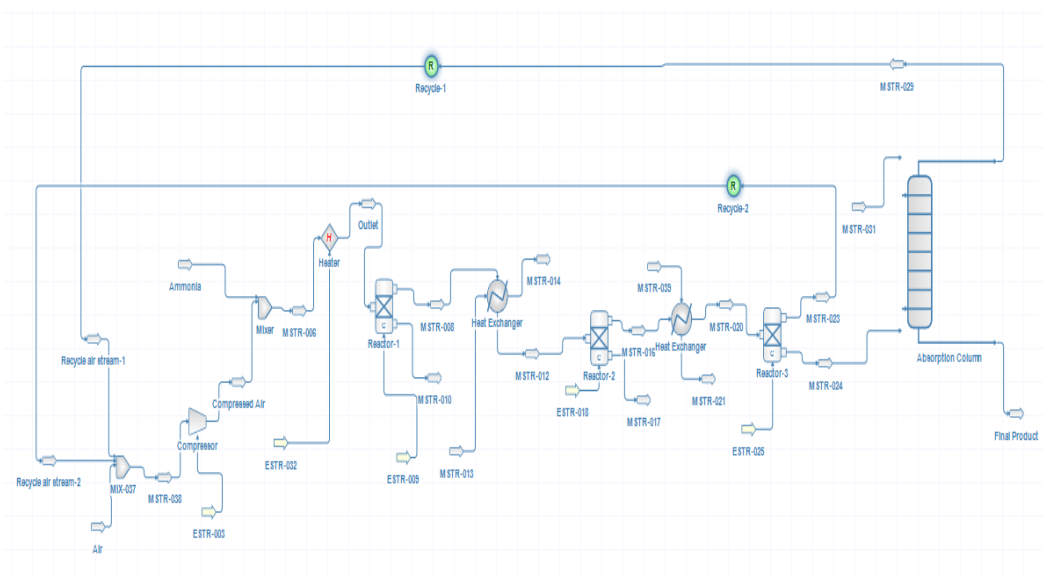 R
Recycle-1
MSTR-029
R
Recycle-2
MSTR-031
Outlet
H
Heater
Ammonia
MSTR-014
MSTR-039
Mixer
MSTR-006
MSTR-008
Heat Exchanger
MSTR-020
MSTR-023
C
Reactor-1
MSTR-016
Heat Exchanger
C
Reactor-2
C
Reactor-3
Absorption Column
Recycle air stream-1
MSTR-012
MSTR-024
MSTR-010
MSTR-017
MSTR-021
Compressed Air
ESTR-018
Compressor
Final Product
ESTR-032
ESTR-009
MSTR-013
ESTR-025
Recycle air stream-2
MIX-037
MSTR-038
ESTR-003
Air